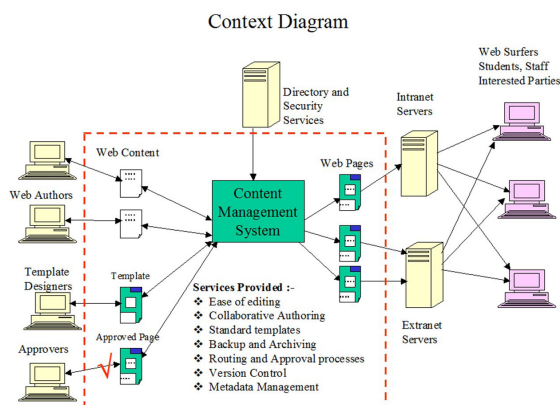 Context Diagram
Web Surfers
Students, Staff
Interested Parties
Directory and
Security
Services
Intranet
Servers
Web Content
Web Pages
Web Authors
Content
Management
System
Template
Designers
Template
Services Provided :-
Ease of editing
Collaborative Authoring
Standard templates
Backup and Archiving
Routing and Approval processes
Version Control
Metadata Management
Extranet
Servers
Approvers
Approved Page